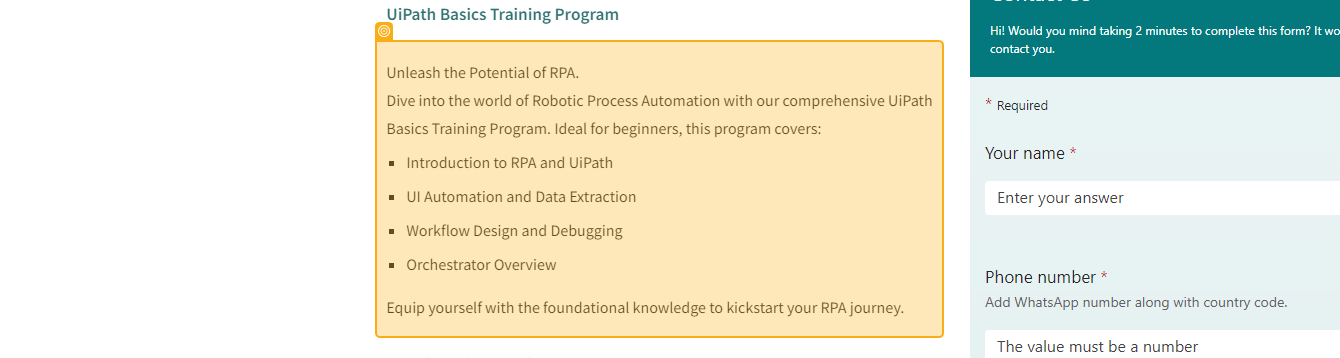 UiPath Basics Training Program
Unleash the Potential of RPA.
Dive into the world of Robotic Process Automation with our comprehensive UiPath
Basics Training Program. Ideal for beginners, this program covers:
Introduction to RPA and UiPath
UI Automation and Data Extraction
Workflow Design and Debugging
Orchestrator Overview
Equip yourself with the foundational knowledge to kickstart your RPA journey.
Hi! Would you mind taking 2 minutes to complete this form? It
contact you.
* Required
Your name *
Enter your answer
Phone number *
Add WhatsApp number along with country code.
The value must be a number